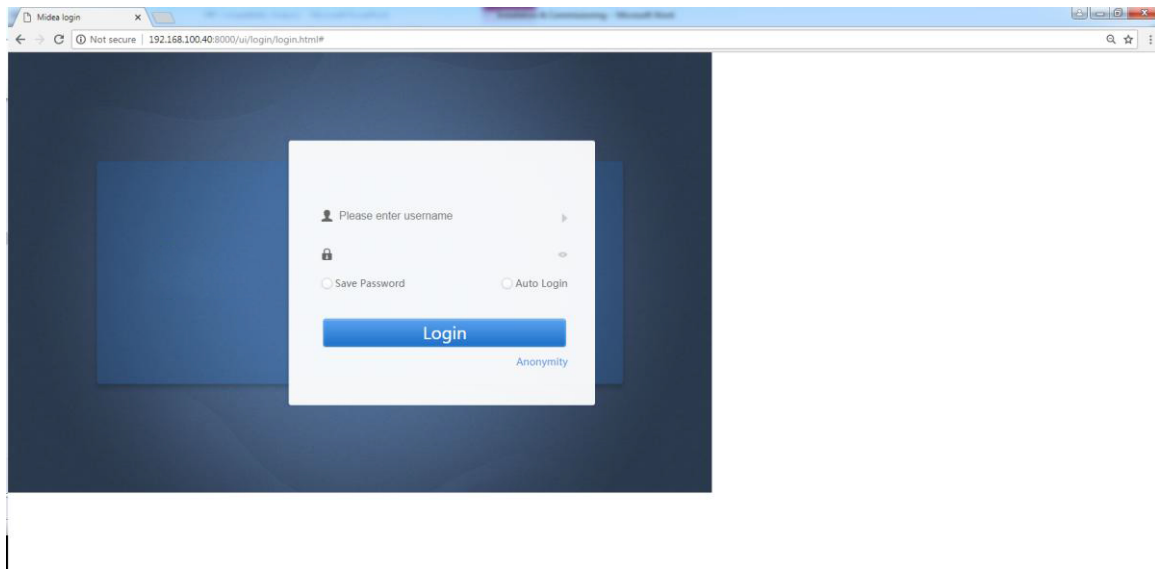 Midea login
Not secure | 192.168.100.40:8000/ui/login/login.html#
Please enter username
Save Password
Auto Login
Login
Anonymity